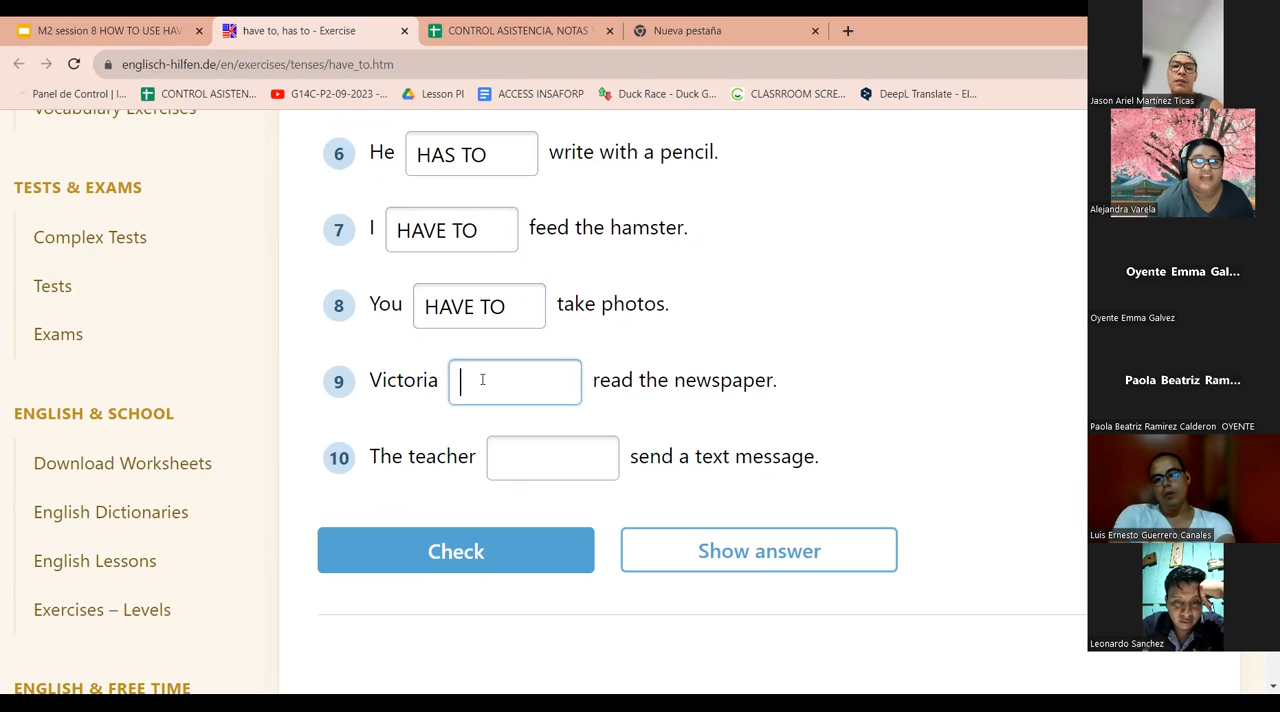 M2 session 8 HOW TO USE HAV
have to, has to - Exercise
CONTROL ASISTENCIA, NOTAS
Nueva pestaña
englisch-hilfen.de/en/exercises/tenses/have_to.htm
Panel de Control | I...
CONTROL ASISTEN...
G14C-P2-09-2023 -...
Lesson PI
ACCESS INSAFORP
Duck Race - Duck G...
CLASRROOM SCRE...
DeepL Translate - El...
Vocabulary Exercises
TESTS & EXAMS
Complex Tests
Tests
Exams
ENGLISH & SCHOOL
Download Worksheets
English Dictionaries
English Lessons
Exercises – Levels
ENGLISH & FREE TIME
6 He HAS TO write with a pencil.
7 I HAVE TO feed the hamster.
8 You HAVE TO take photos.
9 Victoria read the newspaper.
10 The teacher send a text message.
Check
Show answer
Jason Ariel Martínez Ticas
Alejandra Varela
Oyente Emma Gal...
Oyente Emma Galvez
Paola Beatriz Ram...
Paola Beatriz Ramirez Calderon OYENTE
Luis Ernesto Guerrero Canales
Leonardo Sanchez